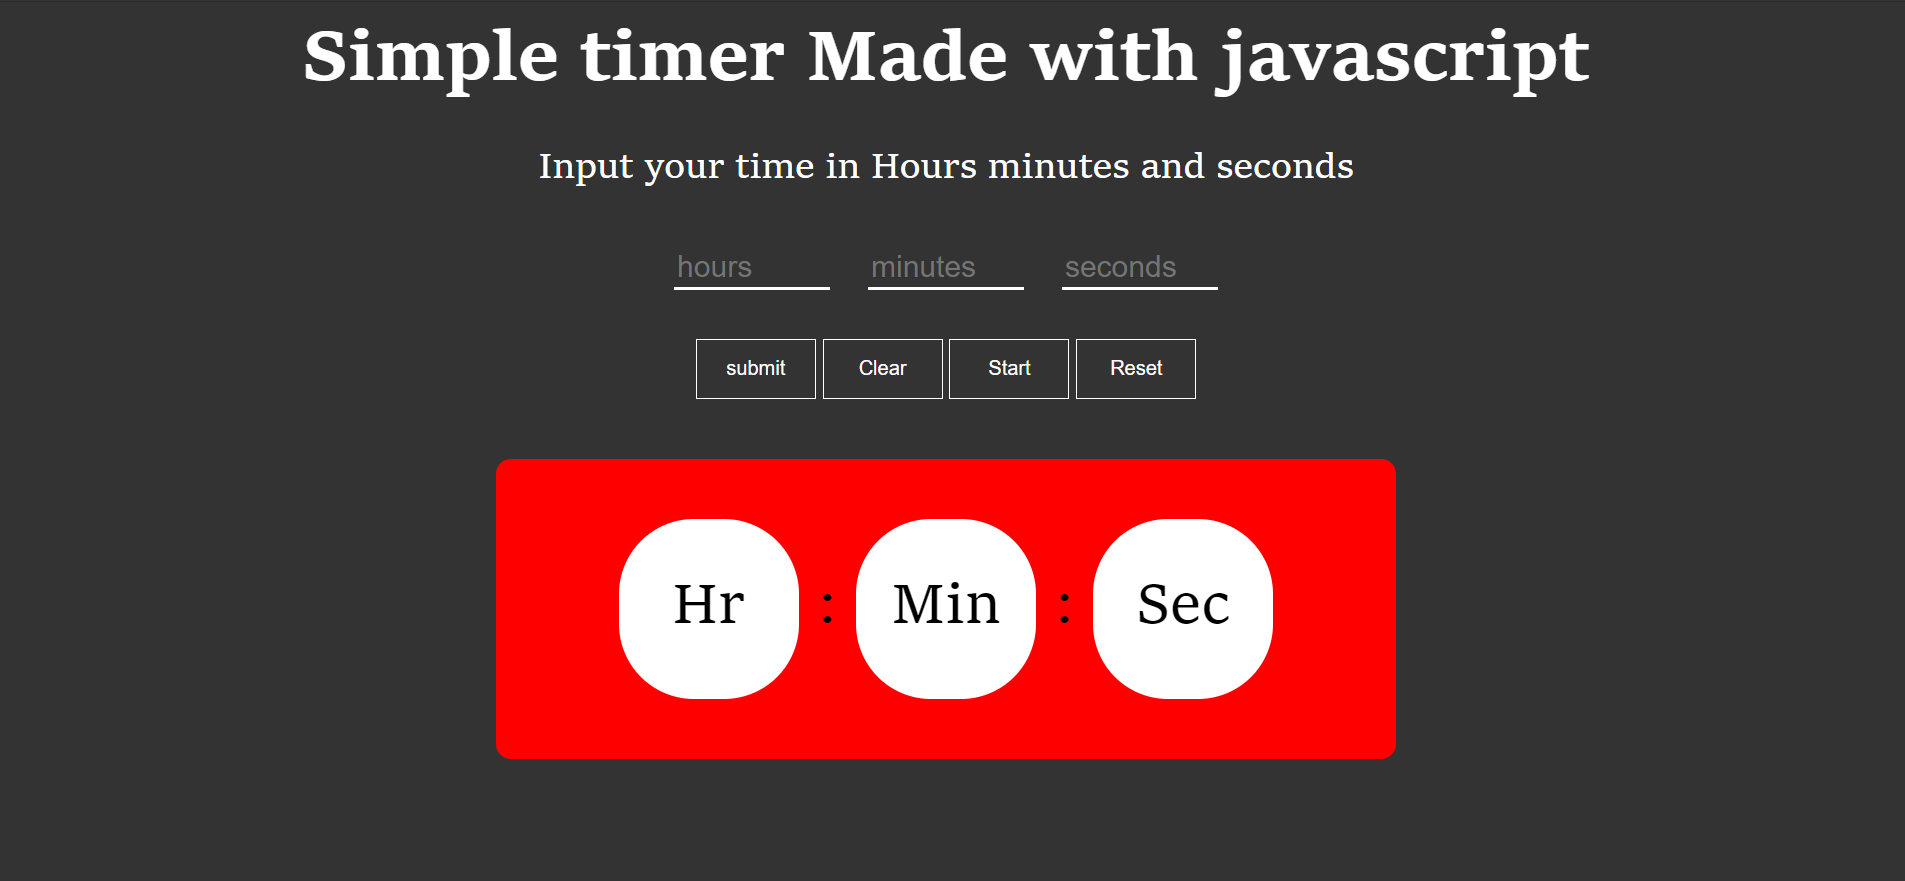 Simple timer Made with javascript
Input your time in Hours minutes and seconds
hours minutes seconds
submit Clear Start Reset
Hr : Min : Sec